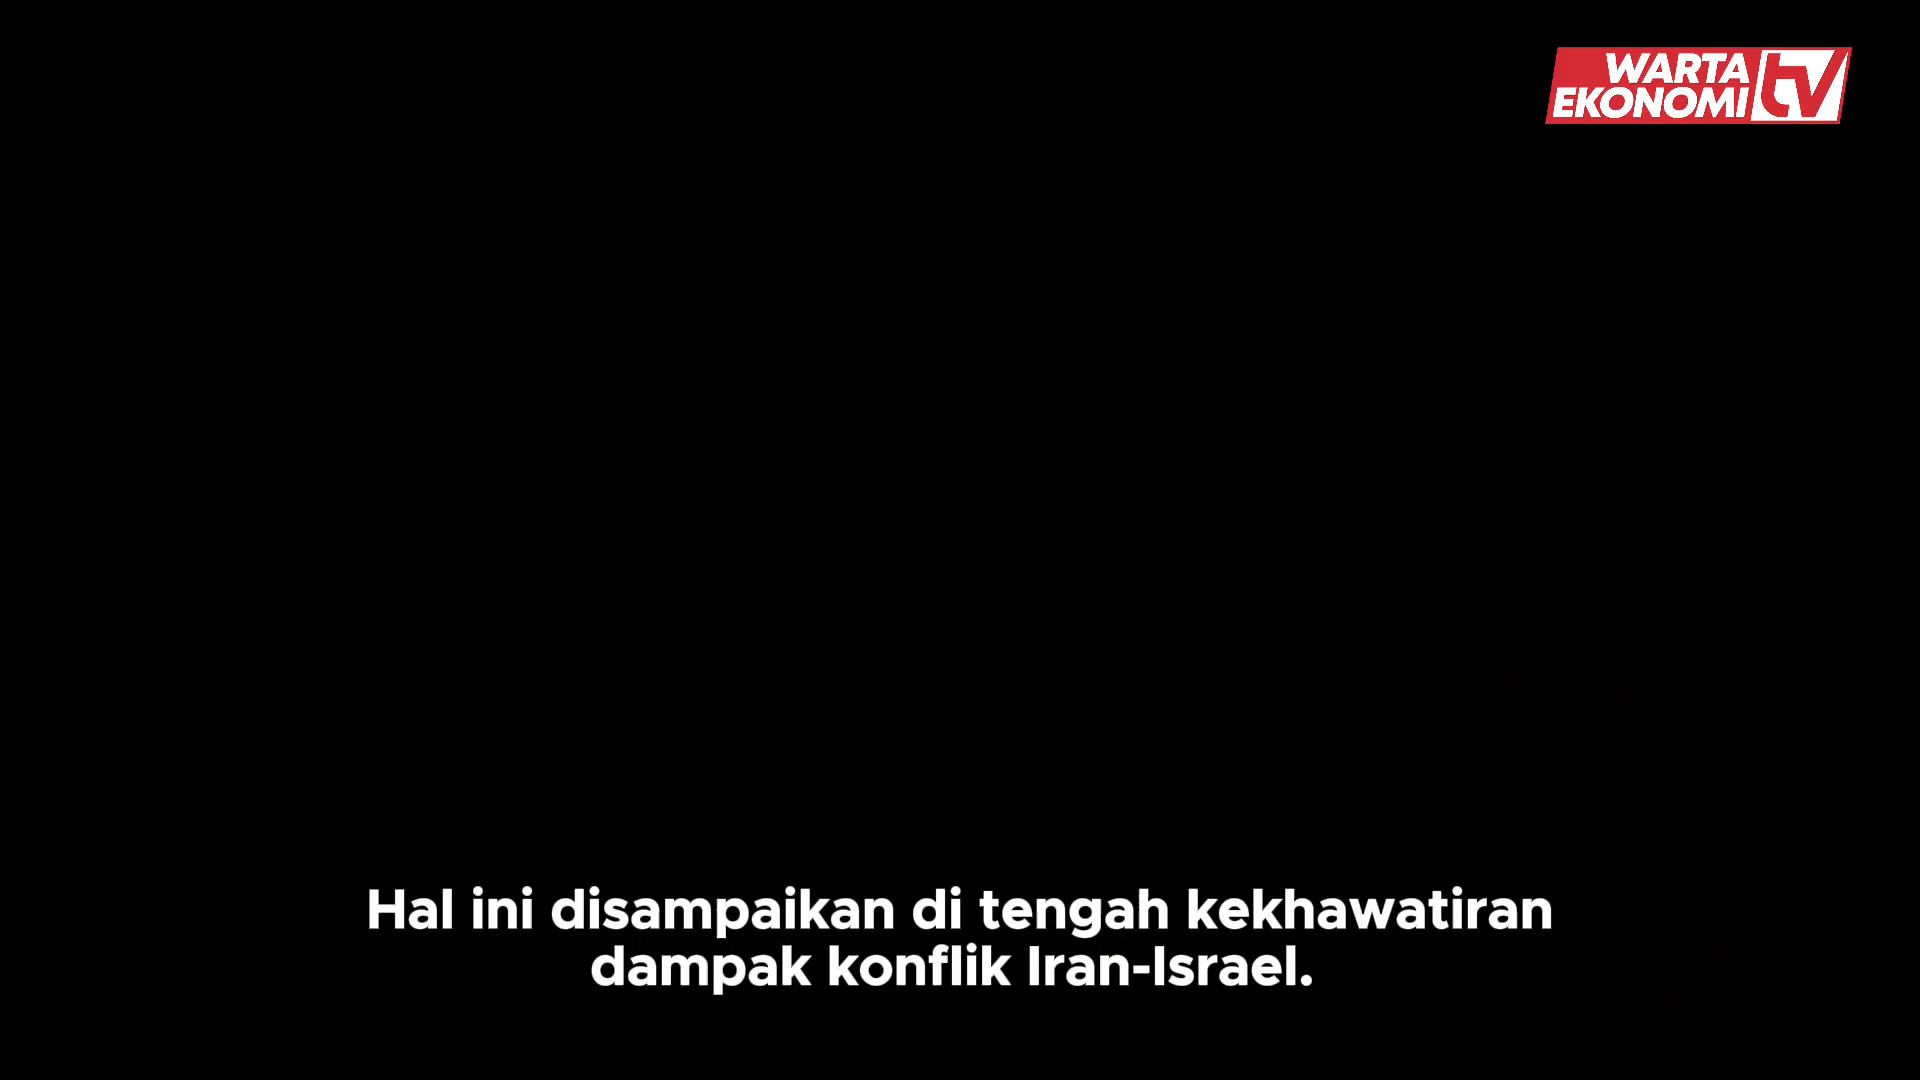 WARTA
EKONOMI tv
Hal ini disampaikan di tengah kekhawatiran
dampak konflik Iran-Israel.